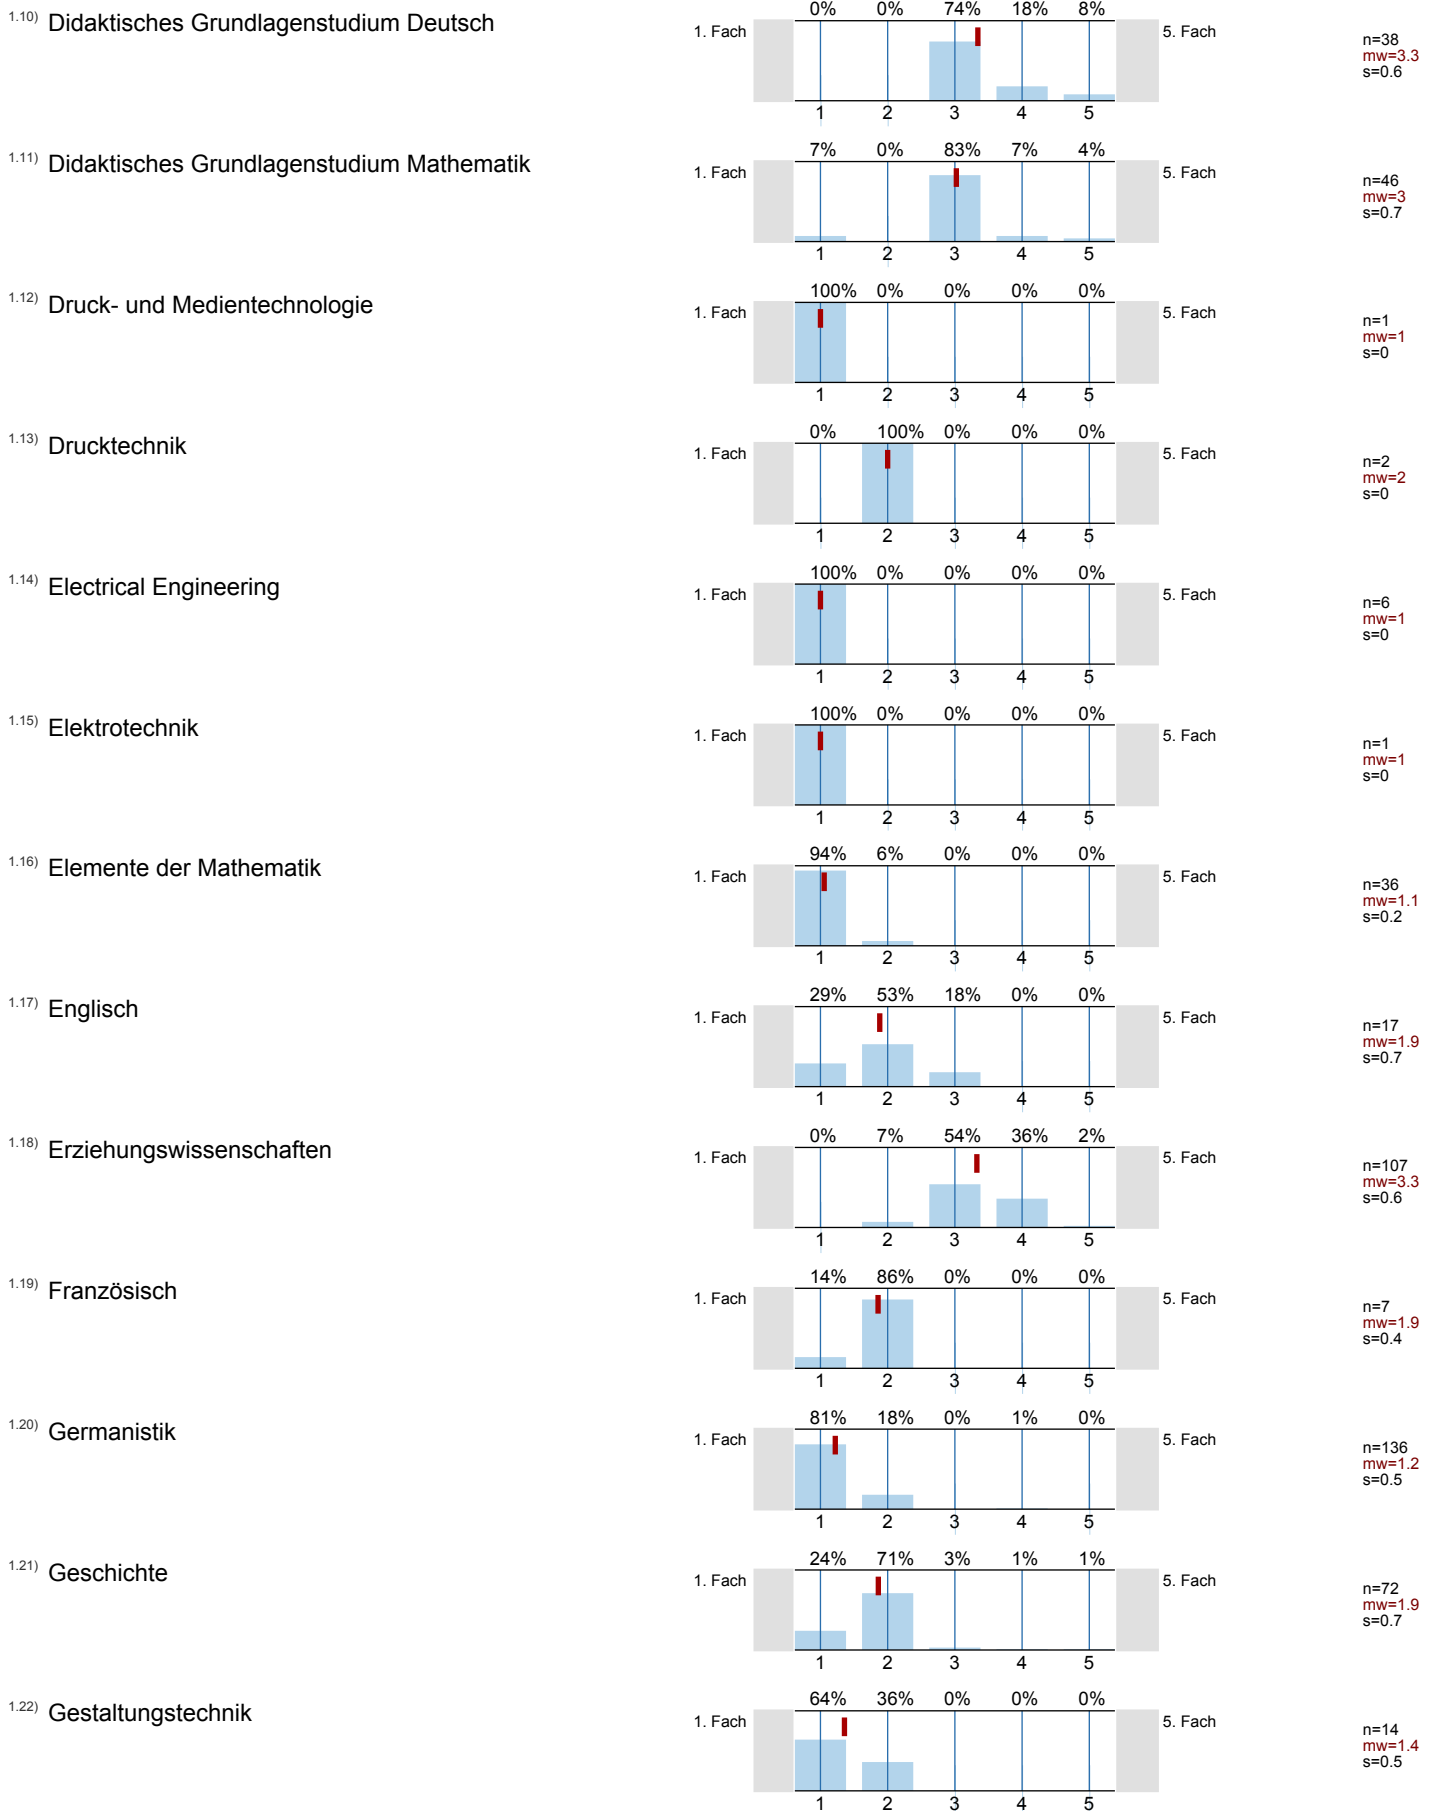 1.10) Didaktisches Grundlagenstudium Deutsch
0% 0% 74% 18% 8%
1. Fach 5. Fach
n=38
mw=3.3
s=0.6
1 2 3 4 5
1.11) Didaktisches Grundlagenstudium Mathematik
7% 0% 83% 7% 4%
1. Fach 5. Fach
n=46
mw=3
s=0.7
1 2 3 4 5
1.12) Druck- und Medientechnologie
100% 0% 0% 0% 0%
1. Fach 5. Fach
n=1
mw=1
s=0
1 2 3 4 5
1.13) Drucktechnik
0% 100% 0% 0% 0%
1. Fach 5. Fach
n=2
mw=2
s=0
1 2 3 4 5
1.14) Electrical Engineering
100% 0% 0% 0% 0%
1. Fach 5. Fach
n=6
mw=1
s=0
1 2 3 4 5
1.15) Elektrotechnik
100% 0% 0% 0% 0%
1. Fach 5. Fach
n=1
mw=1
s=0
1 2 3 4 5
1.16) Elemente der Mathematik
94% 6% 0% 0% 0%
1. Fach 5. Fach
n=36
mw=1.1
s=0.2
1 2 3 4 5
1.17) Englisch
29% 53% 18% 0% 0%
1. Fach 5. Fach
n=17
mw=1.9
s=0.7
1 2 3 4 5
1.18) Erziehungswissenschaften
0% 7% 54% 36% 2%
1. Fach 5. Fach
n=107
mw=3.3
s=0.6
1 2 3 4 5
1.19) Französisch
14% 86% 0% 0% 0%
1. Fach 5. Fach
n=7
mw=1.9
s=0.4
1 2 3 4 5
1.20) Germanistik
81% 18% 0% 1% 0%
1. Fach 5. Fach
n=136
mw=1.2
s=0.5
1 2 3 4 5
1.21) Geschichte
24% 71% 3% 1% 1%
1. Fach 5. Fach
n=72
mw=1.9
s=0.7
1 2 3 4 5
1.22) Gestaltungstechnik
64% 36% 0% 0% 0%
1. Fach 5. Fach
n=14
mw=1.4
s=0.5
1 2 3 4 5